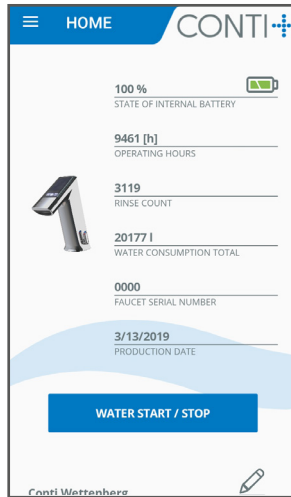 HOME
CONTI+
100 %
STATE OF INTERNAL BATTERY
9461 [h]
OPERATING HOURS
3119
RINSE COUNT
20177 l
WATER CONSUMPTION TOTAL
0000
FAUCET SERIAL NUMBER
3/13/2019
PRODUCTION DATE
WATER START / STOP
Conti Wettenberg